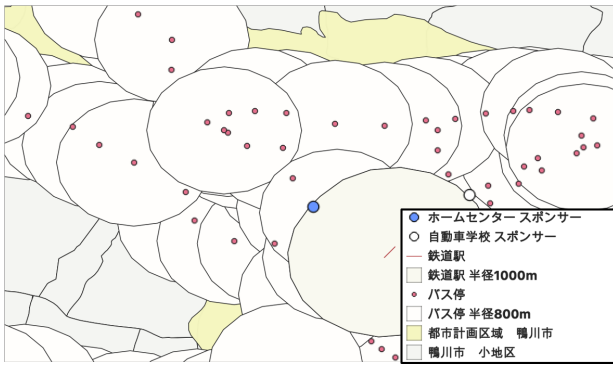 ホームセンター スポンサー
自動車学校 スポンサー
鉄道駅
鉄道駅 半径1000m
バス停
バス停 半径800m
都市計画区域　鴨川市
鴨川市　小地区